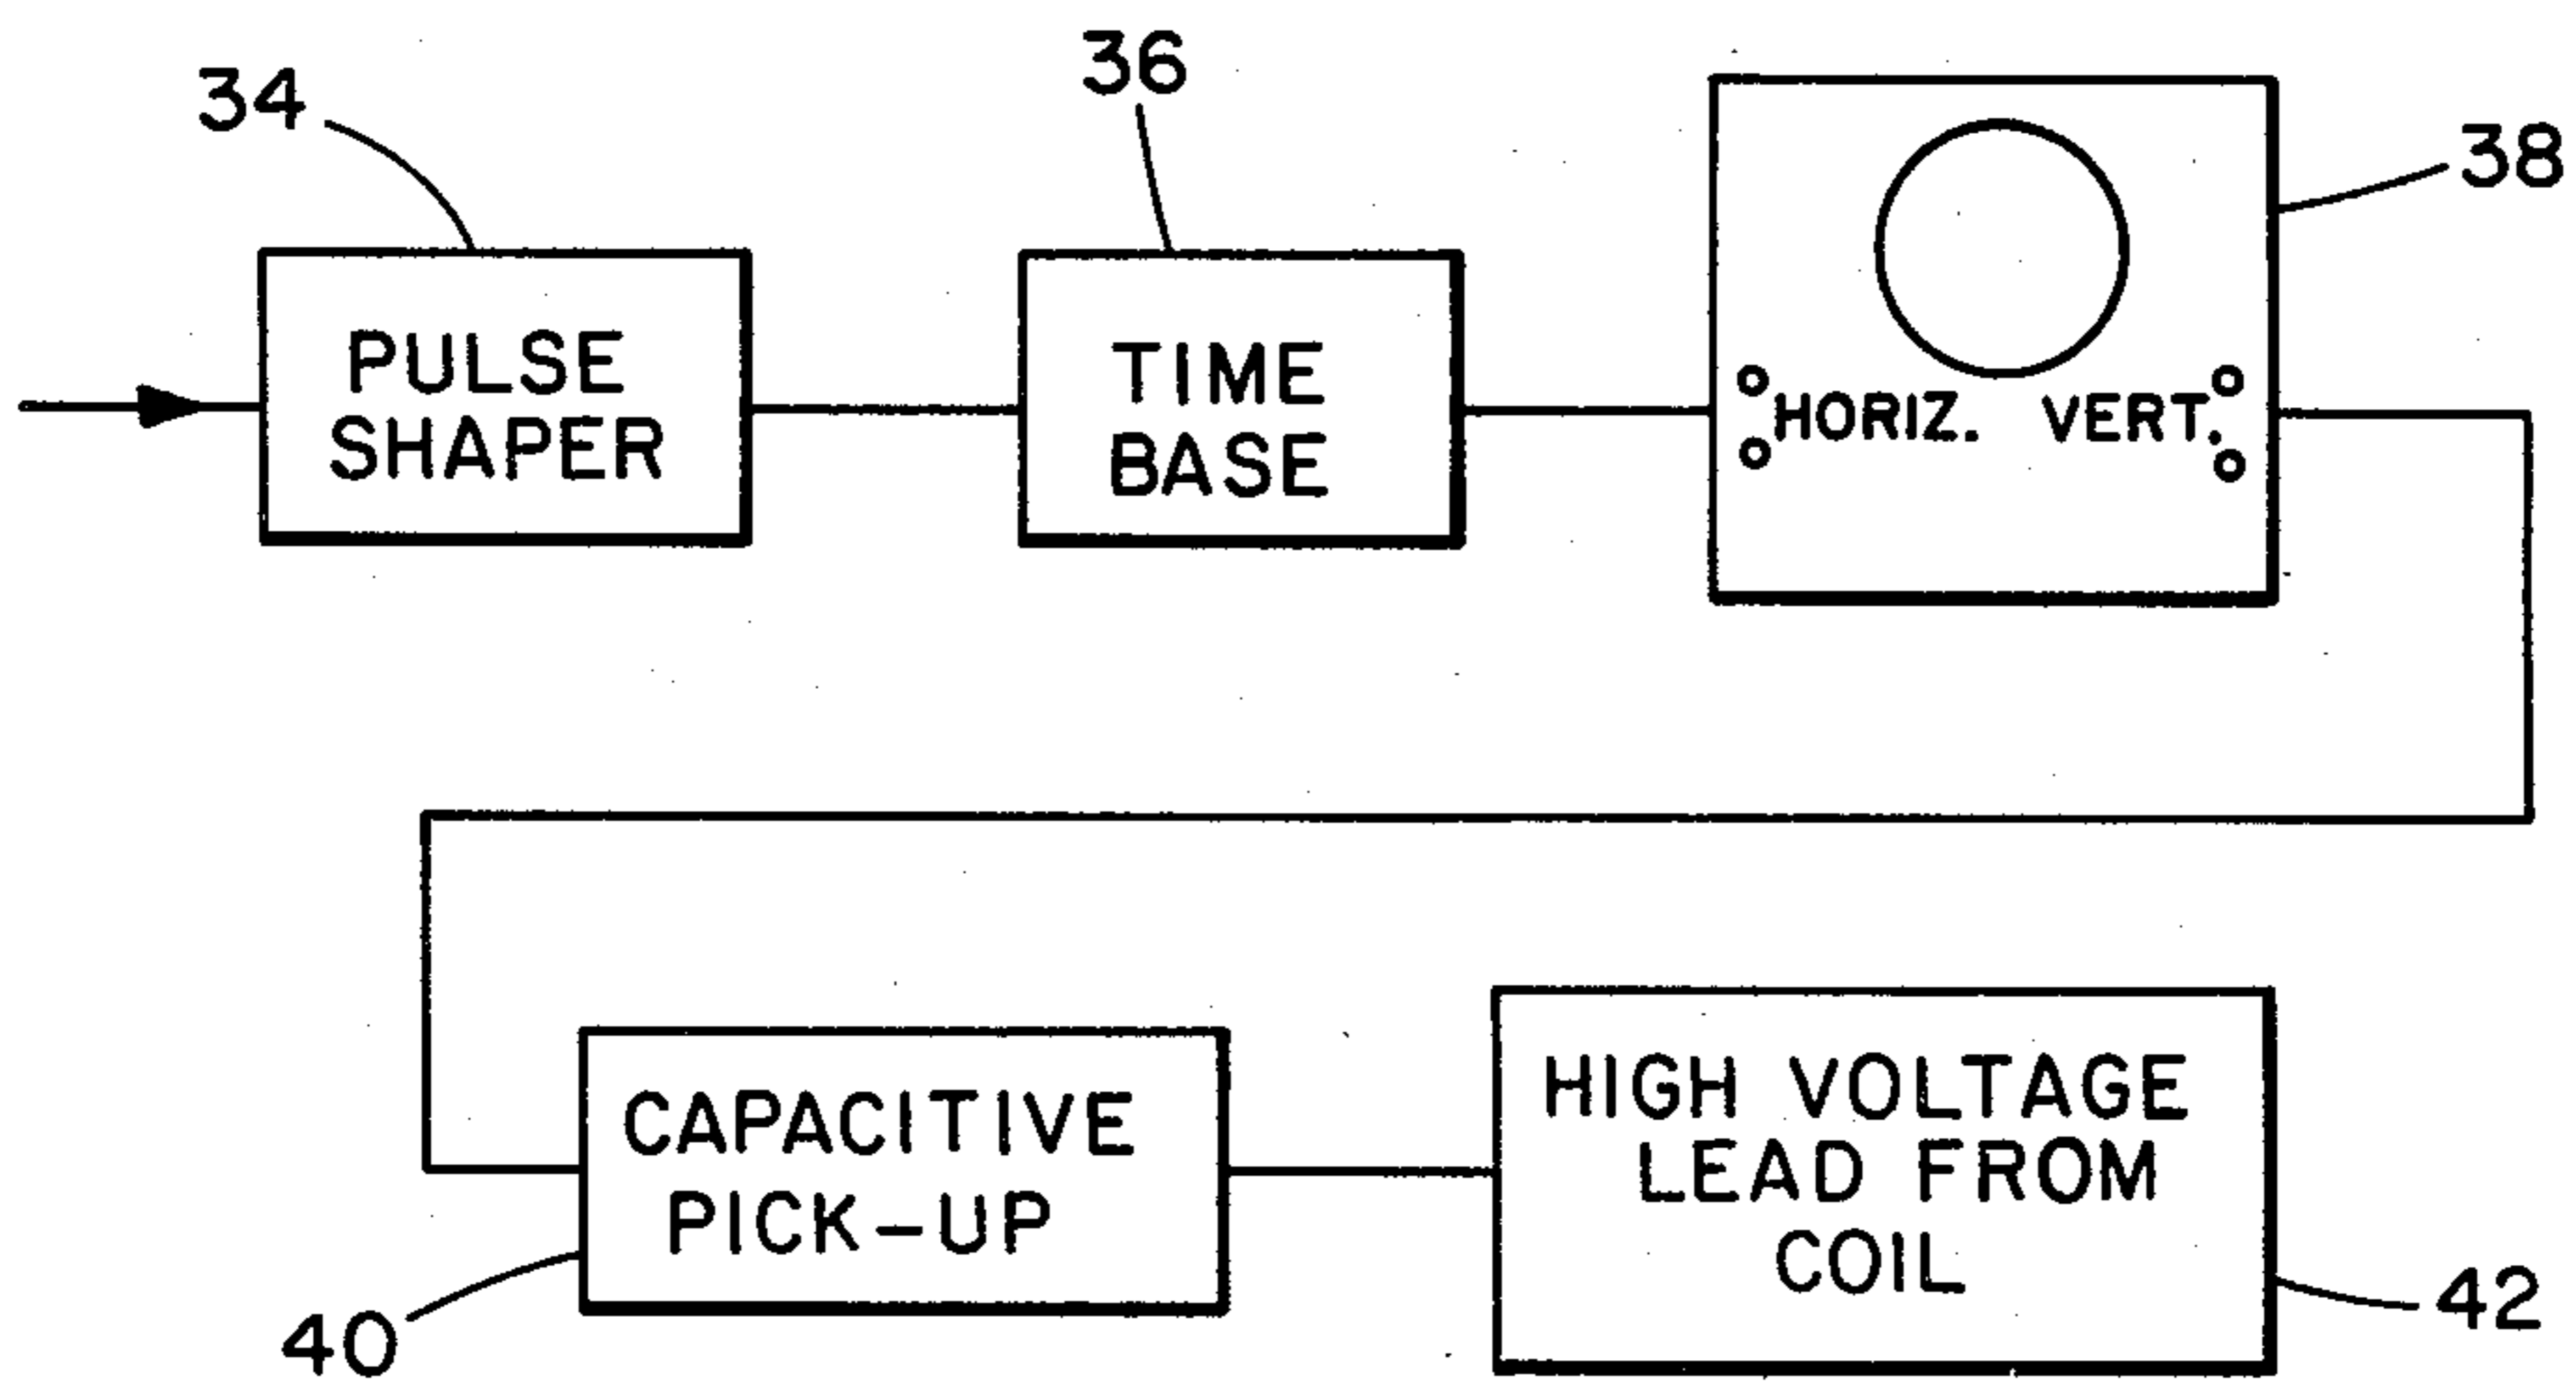 34
36
38
PULSE
SHAPER
TIME
BASE
HORIZ. VERT.
CAPACITIVE
PICK-UP
HIGH VOLTAGE
LEAD FROM
COIL
40
42